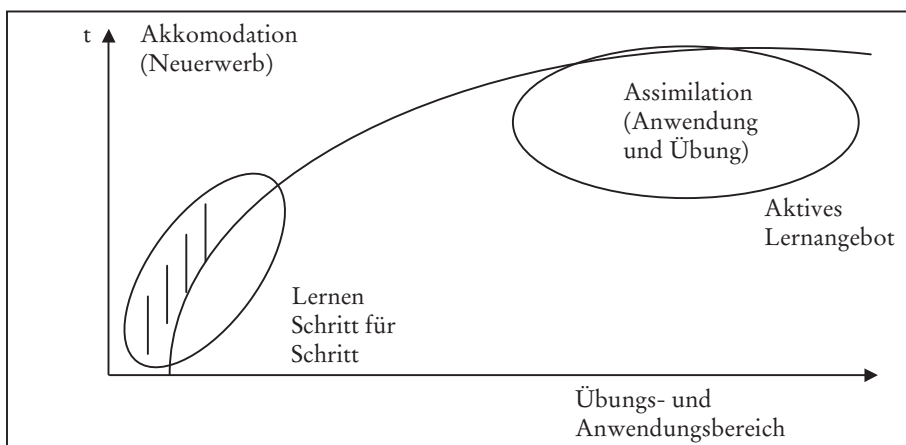 t
Akkomodation
(Neuerwerb)
Assimilation
(Anwendung
und Übung)
Aktives
Lernangebot
Lernen
Schritt für
Schritt
Übungs- und
Anwendungsbereich